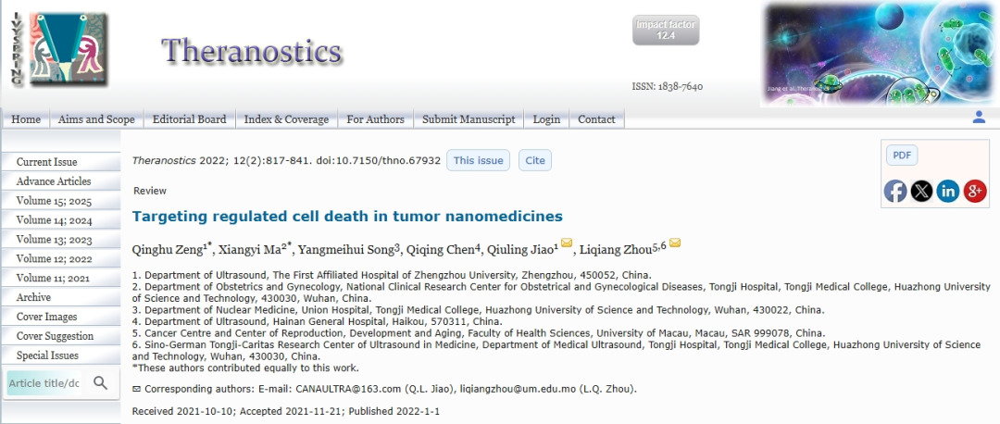 IVYSPRING
Theranostics
Impact factor
12.4
ISSN: 1838-7640
Jiang et al. Theranostics
Home
Aims and Scope
Editorial Board
Index & Coverage
For Authors
Submit Manuscript
Login
Contact
Current Issue
Advance Articles
Volume 15; 2025
Volume 14; 2024
Volume 13; 2023
Volume 12; 2022
Volume 11; 2021
Archive
Cover Images
Cover Suggestion
Special Issues
Article title/dc
Theranostics 2022; 12(2):817-841. doi:10.7150/thno.67932 This issue Cite
PDF
Review
Targeting regulated cell death in tumor nanomedicines
Qinghu Zeng1*, Xiangyi Ma2*, Yangmeihui Song3, Qiqing Chen4, Qiuling Jiao1, Liqiang Zhou5,6
1. Department of Ultrasound, The First Affiliated Hospital of Zhengzhou University, Zhengzhou, 450052, China.
2. Department of Obstetrics and Gynecology, National Clinical Research Center for Obstetrical and Gynecological Diseases, Tongji Hospital, Tongji Medical College, Huazhong University
of Science and Technology, 430030, Wuhan, China.
3. Department of Nuclear Medicine, Union Hospital, Tongji Medical College, Huazhong University of Science and Technology, Wuhan, 430022, China.
4. Department of Ultrasound, Hainan General Hospital, Haikou, 570311, China.
5. Cancer Centre and Center of Reproduction, Development and Aging, Faculty of Health Sciences, University of Macau, Macau, SAR 999078, China.
6. Sino-German Tongji-Caritas Research Center of Ultrasound in Medicine, Department of Medical Ultrasound, Tongji Hospital, Tongji Medical College, Huazhong University of Science
and Technology, Wuhan, 430030, China.
*These authors contributed equally to this work.
✉ Corresponding authors: E-mail: CANAULTRA@163.com (Q.L. Jiao), liqiangzhou@um.edu.mo (L.Q. Zhou).
Received 2021-10-10; Accepted 2021-11-21; Published 2022-1-1